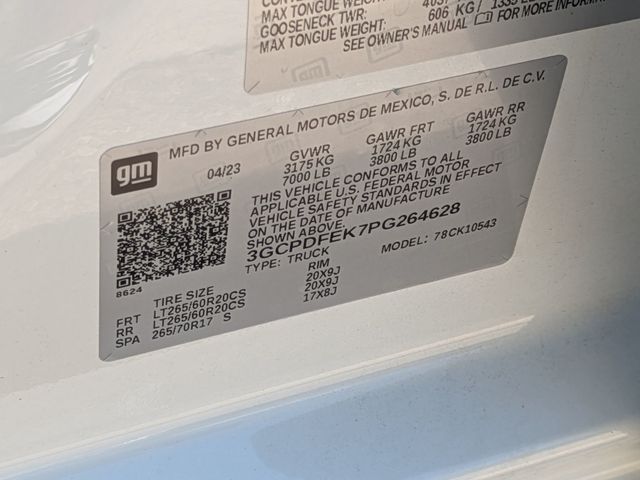 MAX TONGUE WEIGHT:
GOOSENECK TWR:
MAX TONGUE WEIGHT: 606 KG / 1335
SEE OWNER'S MANUAL FOR MORE INFORM
gm
MFD BY GENERAL MOTORS DE MEXICO, S. DE R.L. DE C.V.
04/23 GVWR GAWR FRT GAWR RR
3175 KG 1724 KG 1724 KG
7000 LB 3800 LB 3800 LB
THIS VEHICLE CONFORMS TO ALL
APPLICABLE U.S. FEDERAL MOTOR
VEHICLE SAFETY STANDARDS IN EFFECT
ON THE DATE OF MANUFACTURE
SHOWN ABOVE
3GCPDFEK7PG264628
TYPE: TRUCK MODEL: 78CK10543
8624
TIRE SIZE RIM
FRT LT265/60R20CS 20X9J
RR LT265/60R20CS 20X9J
SPA 265/70R17 S 17X8J